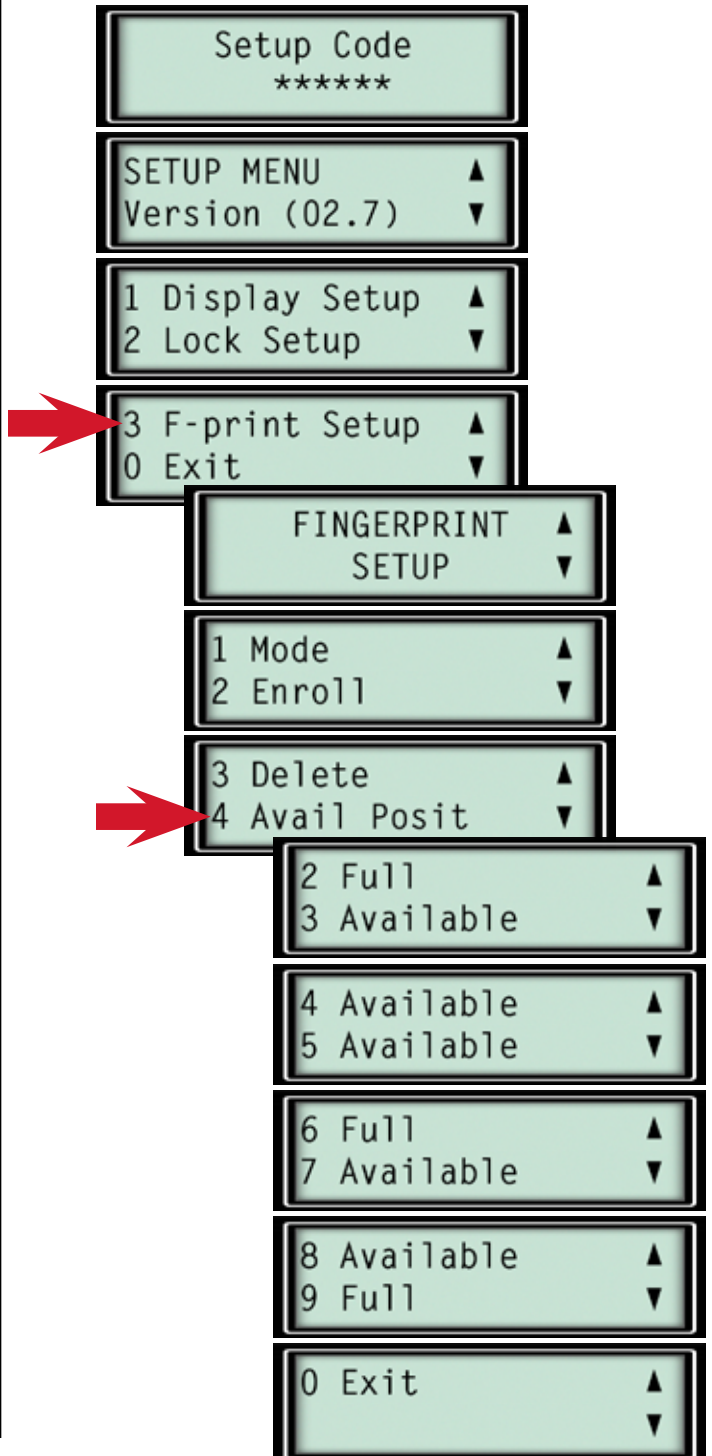 Setup Code
******
SETUP MENU ▲
Version (02.7) ▼
1 Display Setup ▲
2 Lock Setup ▼
3 F-print Setup ▲
0 Exit ▼
FINGERPRINT ▲
SETUP ▼
1 Mode ▲
2 Enroll ▼
3 Delete ▲
4 Avail Posit ▼
2 Full ▲
3 Available ▼
4 Available ▲
5 Available ▼
6 Full ▲
7 Available ▼
8 Available ▲
9 Full ▼
0 Exit ▲
▼